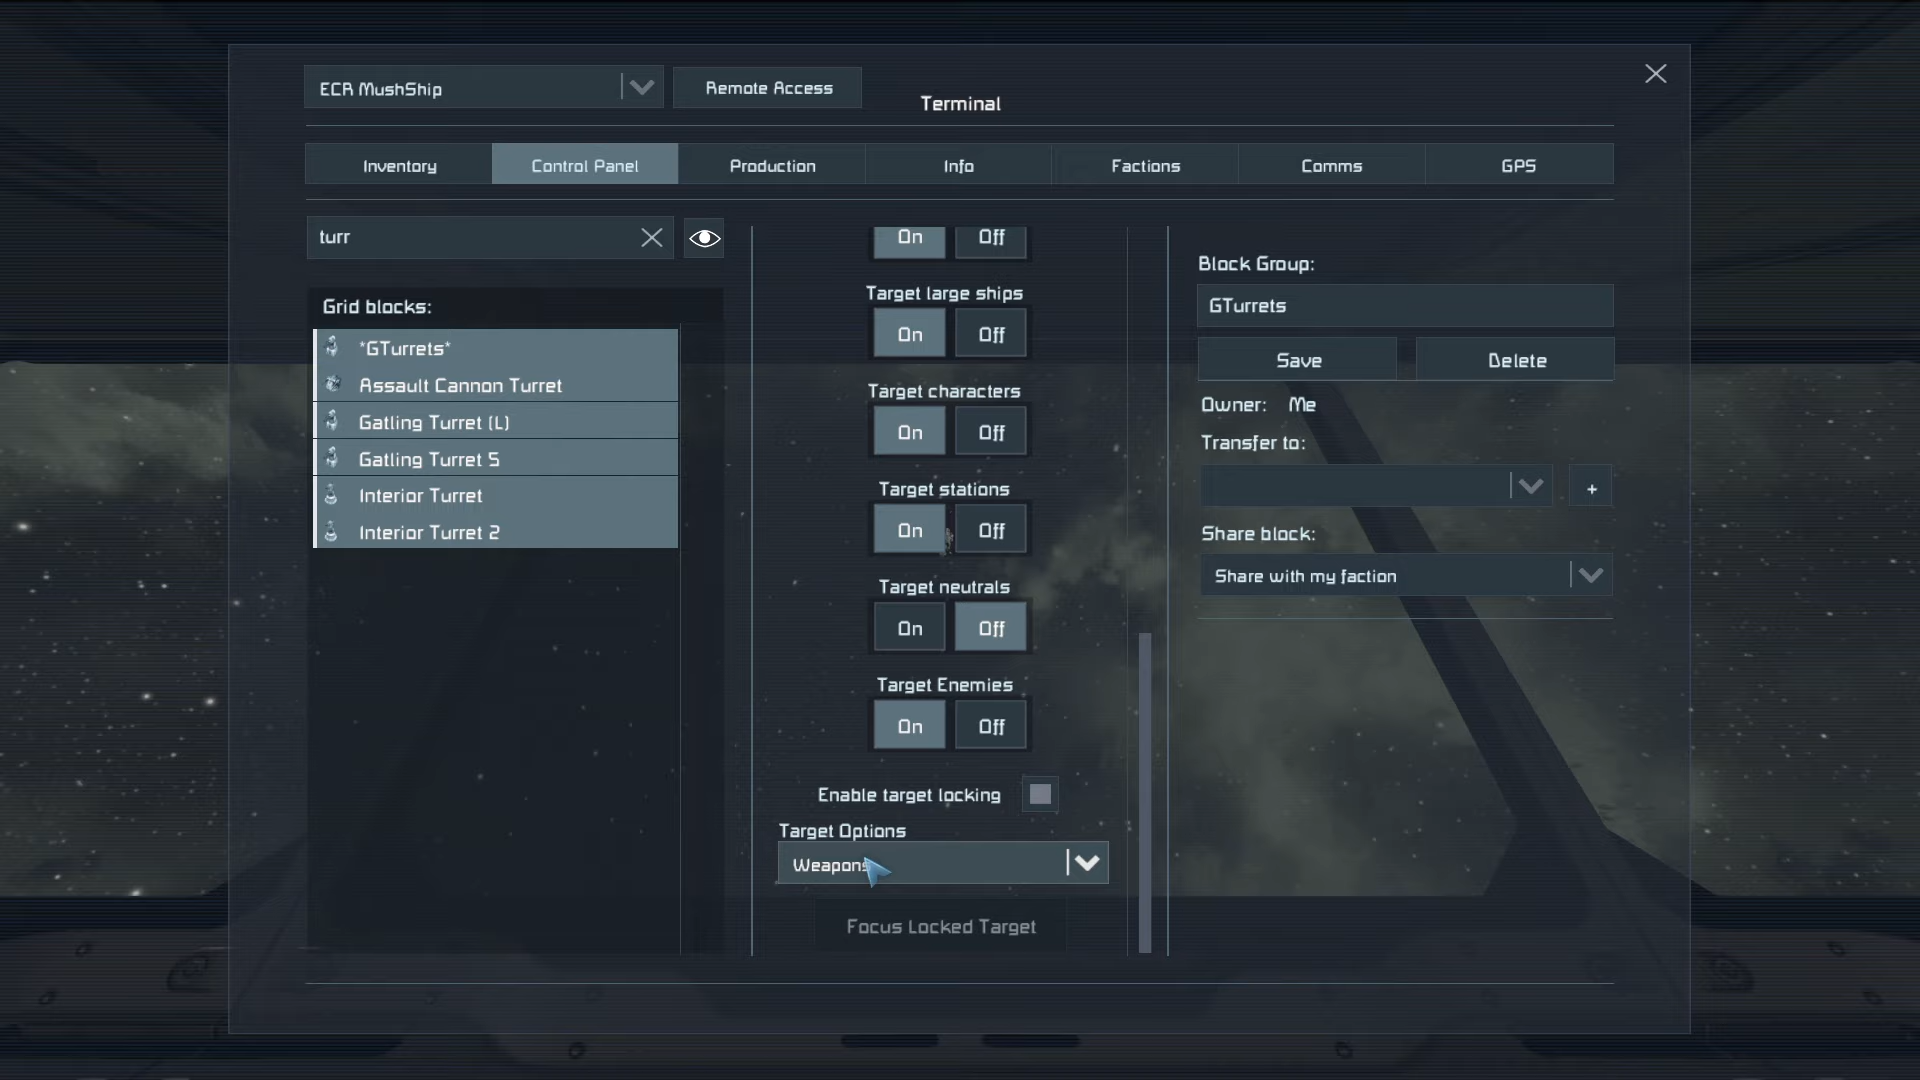 ECR MushShip
Remote Access
Terminal
Inventory
Control Panel
Production
Info
Factions
Comms
GPS
turr
Grid blocks:
*GTurrets*
Assault Cannon Turret
Gatling Turret (L)
Gatling Turret 5
Interior Turret
Interior Turret 2
On Off
Target large ships
On Off
Target characters
On Off
Target stations
On Off
Target neutrals
On Off
Target Enemies
On Off
Enable target locking
Target Options
Weapons
Focus Locked Target
Block Group:
GTurrets
Save Delete
Owner: Me
Transfer to:
+
Share block:
Share with my faction